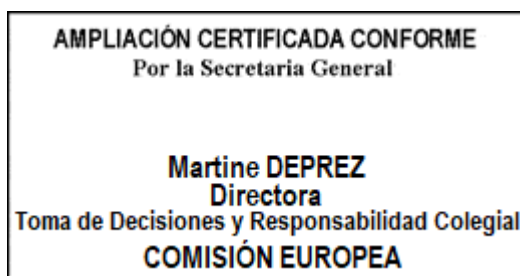 AMPLIACIÓN CERTIFICADA CONFORME
Por la Secretaria General
Martine DEPREZ
Directora
Toma de Decisiones y Responsabilidad Colegial
COMISIÓN EUROPEA